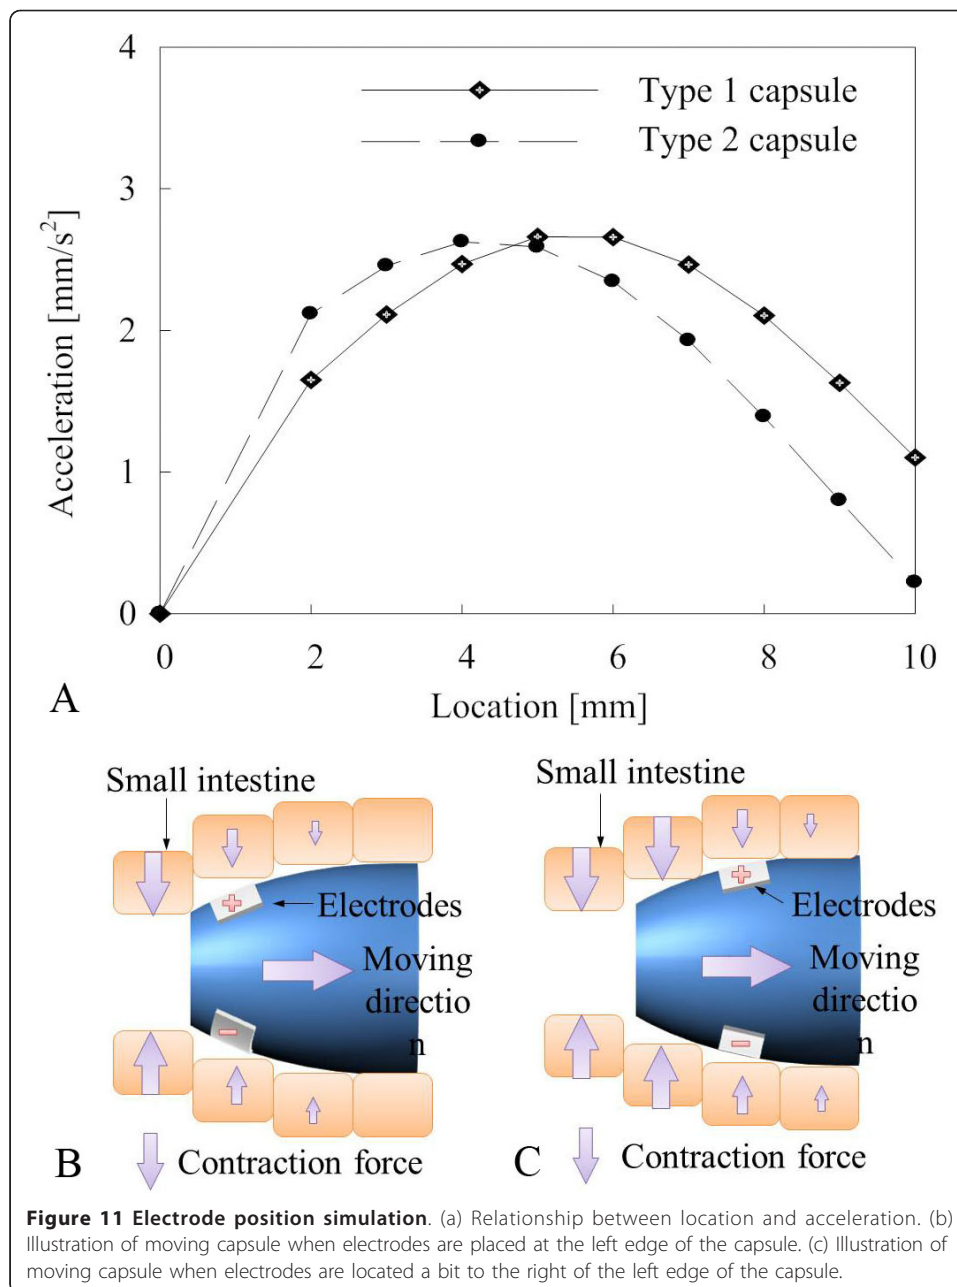 4
Type 1 capsule
Type 2 capsule
3
2
1
0
Acceleration [mm/s²]
0 2 4 6 8 10
Location [mm]
A
Small intestine
Electrodes
Moving
directio
n
Contraction force
B
Small intestine
Electrodes
Moving
directio
n
Contraction force
C
Figure 11 Electrode position simulation. (a) Relationship between location and acceleration. (b)
Illustration of moving capsule when electrodes are placed at the left edge of the capsule. (c) Illustration of
moving capsule when electrodes are located a bit to the right of the left edge of the capsule.